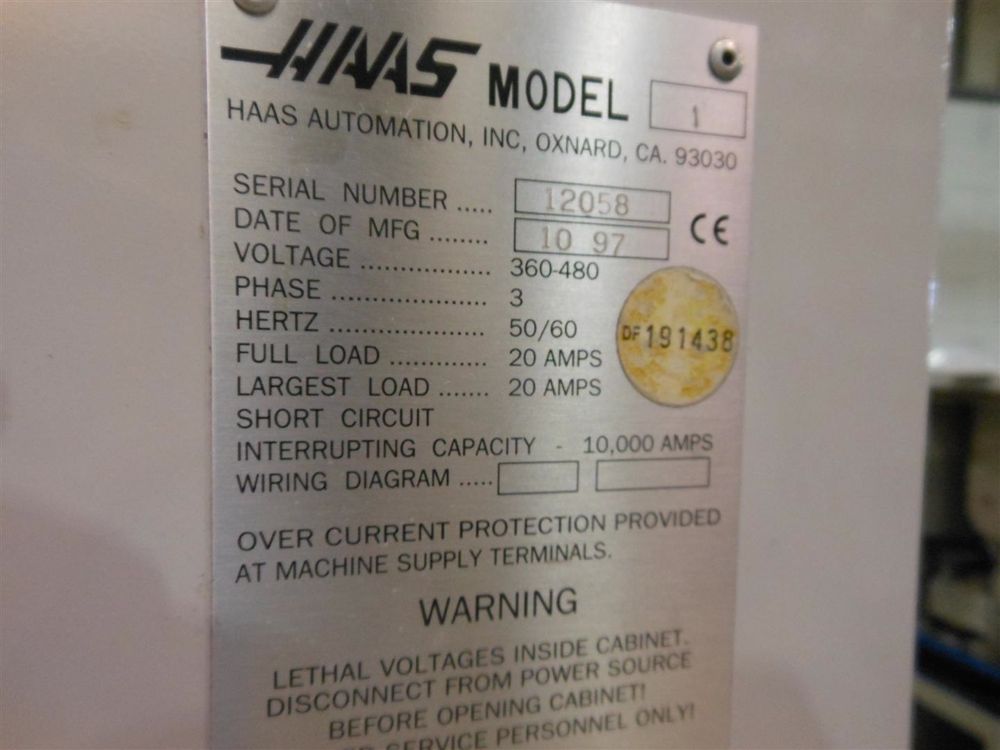 HAAS MODEL 1
HAAS AUTOMATION, INC, OXNARD, CA. 93030
SERIAL NUMBER ..... 12058
DATE OF MFG ........ 10 97
CE
VOLTAGE ................. 360-480
PHASE .................... 3
HERTZ .................... 50/60
DF191438
FULL LOAD ............. 20 AMPS
LARGEST LOAD ....... 20 AMPS
SHORT CIRCUIT
INTERRUPTING CAPACITY - 10,000 AMPS
WIRING DIAGRAM .....
OVER CURRENT PROTECTION PROVIDED
AT MACHINE SUPPLY TERMINALS.
WARNING
LETHAL VOLTAGES INSIDE CABINET.
DISCONNECT FROM POWER SOURCE
BEFORE OPENING CABINET!
SERVICE PERSONNEL ONLY!